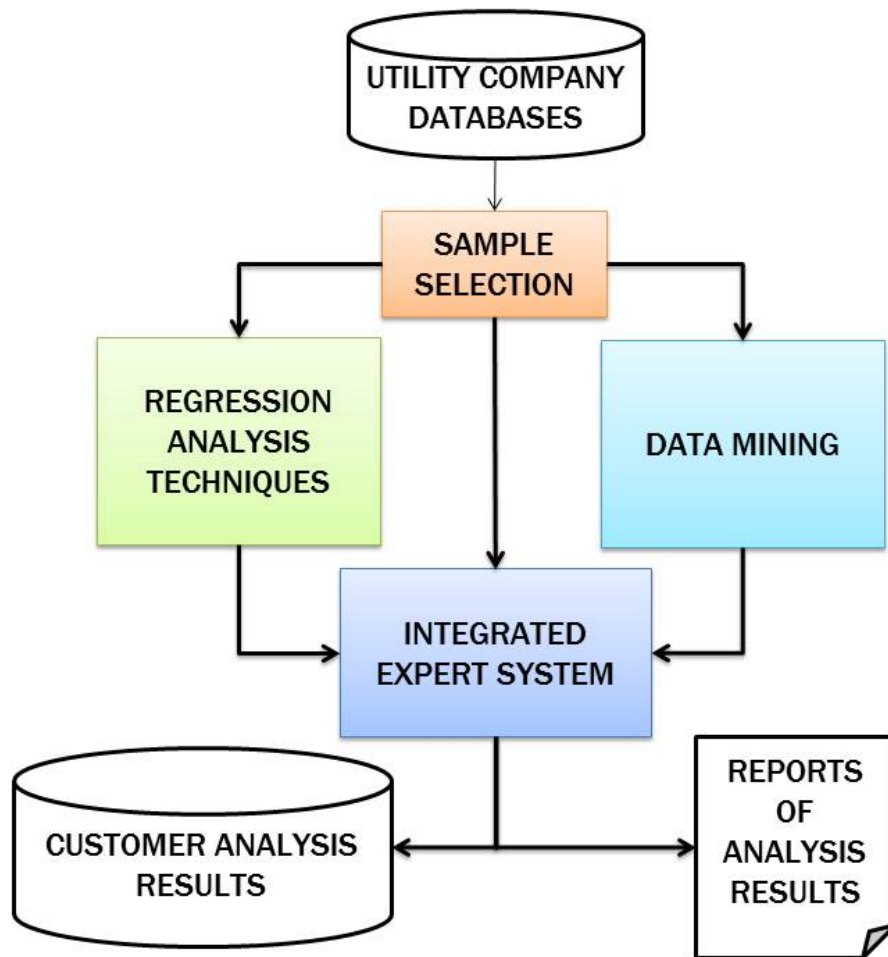 UTILITY COMPANY
DATABASES
SAMPLE
SELECTION
REGRESSION
ANALYSIS
TECHNIQUES
DATA MINING
INTEGRATED
EXPERT SYSTEM
CUSTOMER ANALYSIS
RESULTS
REPORTS
OF
ANALYSIS
RESULTS